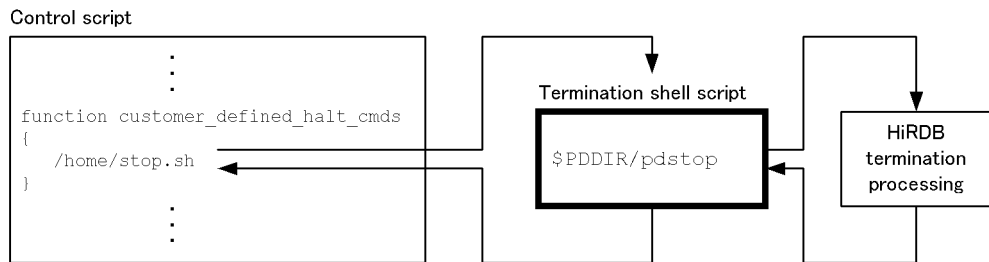 Control script
function customer_defined_halt_cmds
{
/home/stop.sh
}
Termination shell script
$PDDIR/pdstop
HiRDB
termination
processing